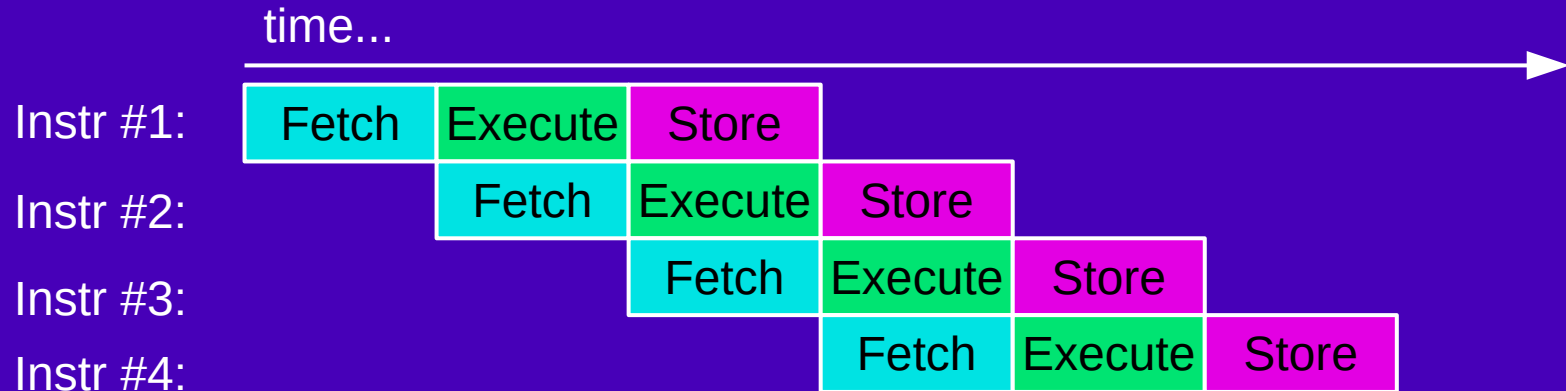 time...
Instr #1: Fetch Execute Store
Instr #2: Fetch Execute Store
Instr #3: Fetch Execute Store
Instr #4: Fetch Execute Store